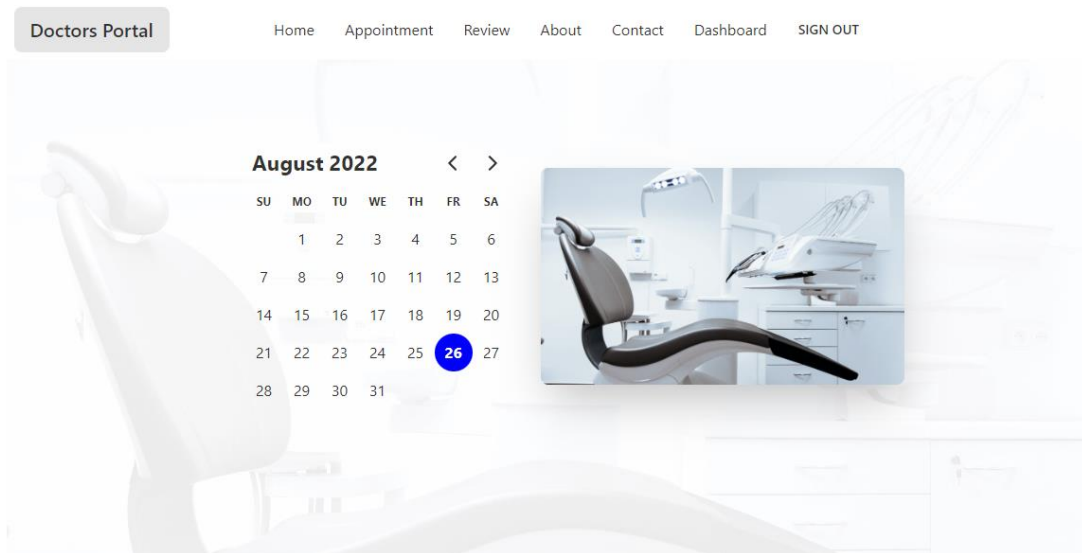 Doctors Portal Home Appointment Review About Contact Dashboard SIGN OUT
August 2022
SU MO TU WE TH FR SA
1 2 3 4 5 6
7 8 9 10 11 12 13
14 15 16 17 18 19 20
21 22 23 24 25 26 27
28 29 30 31